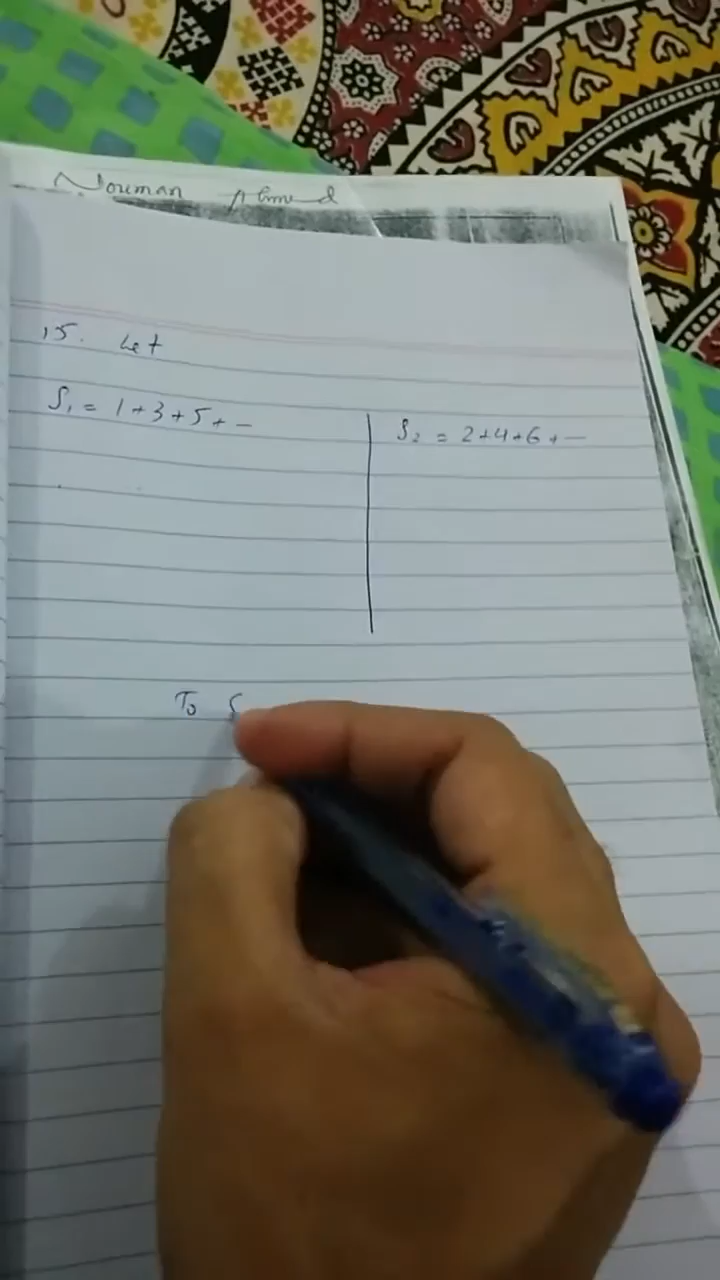 Nouman Ahmed
15. Let
S₁ = 1+3+5+-
S₂ = 2+4+6+-
To